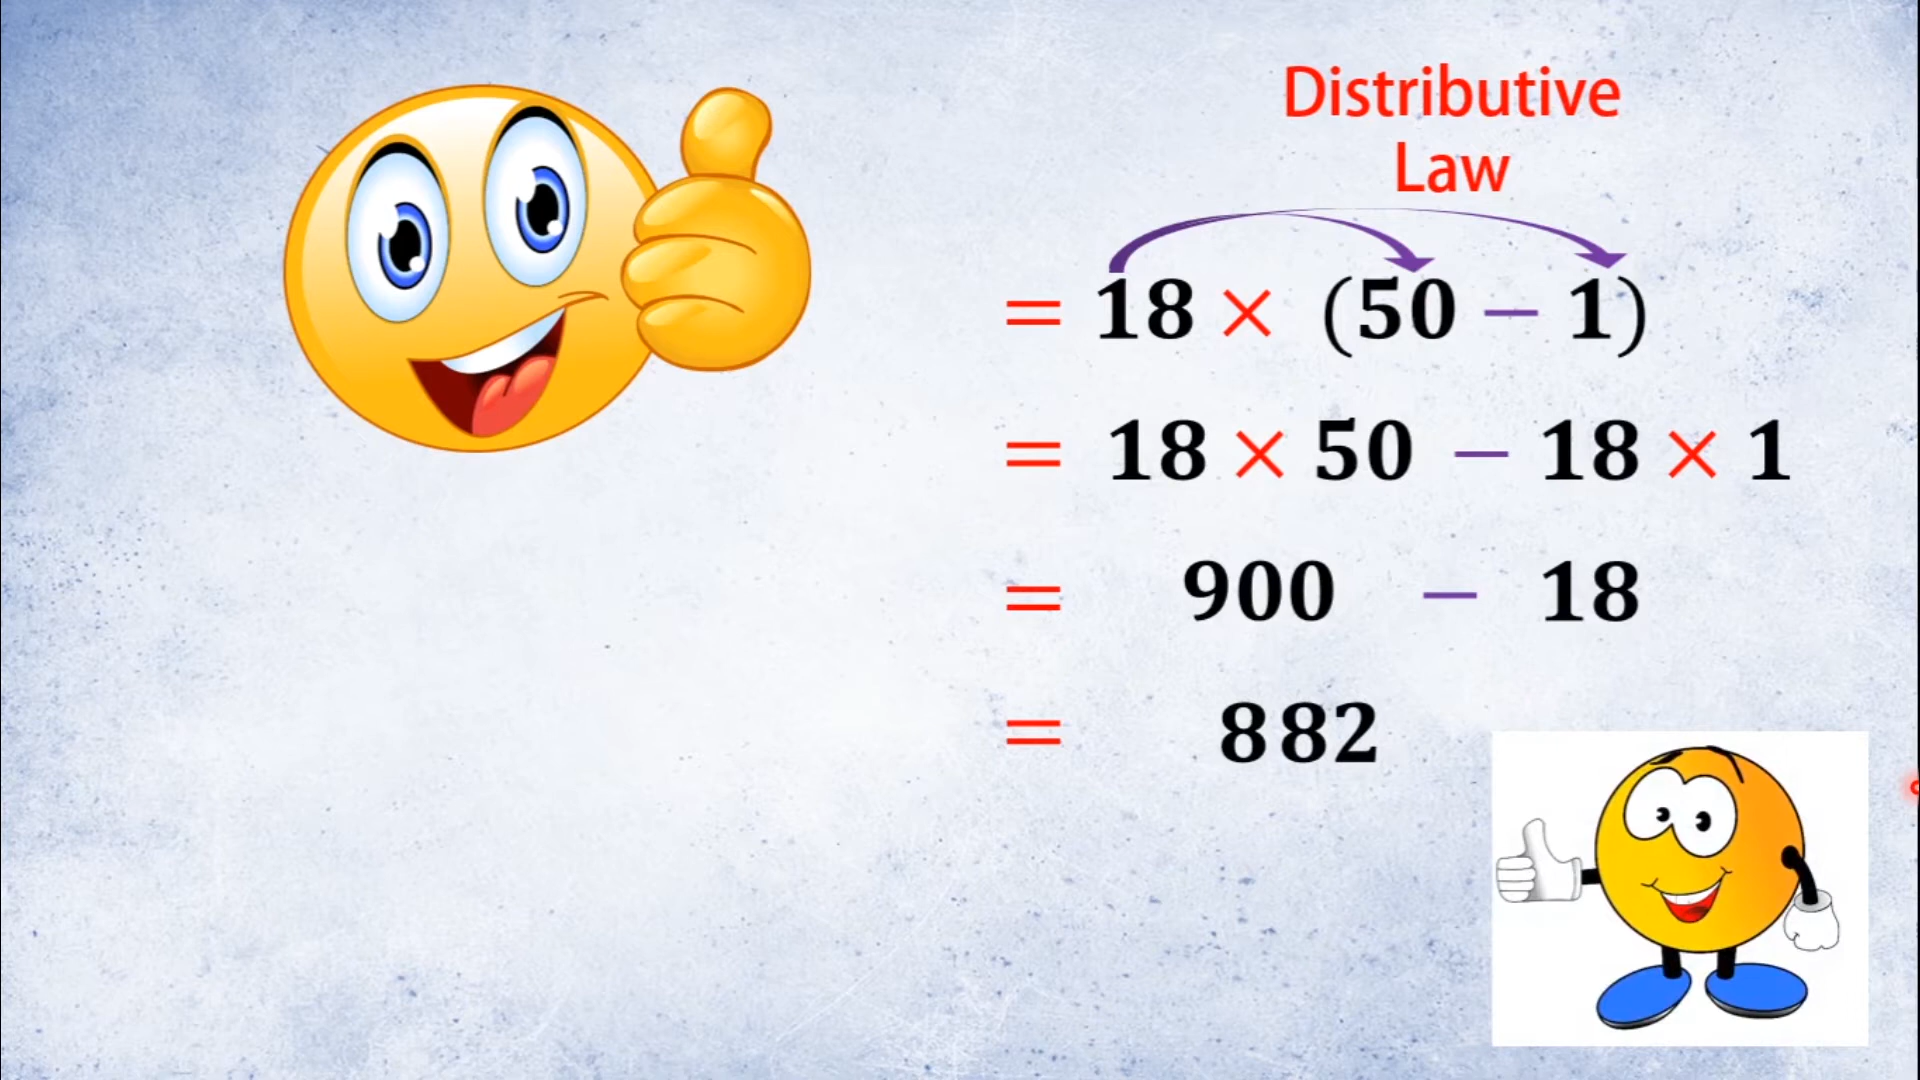 Distributive
Law
= 18 × (50 − 1)
= 18 × 50 − 18 × 1
= 900 − 18
= 882